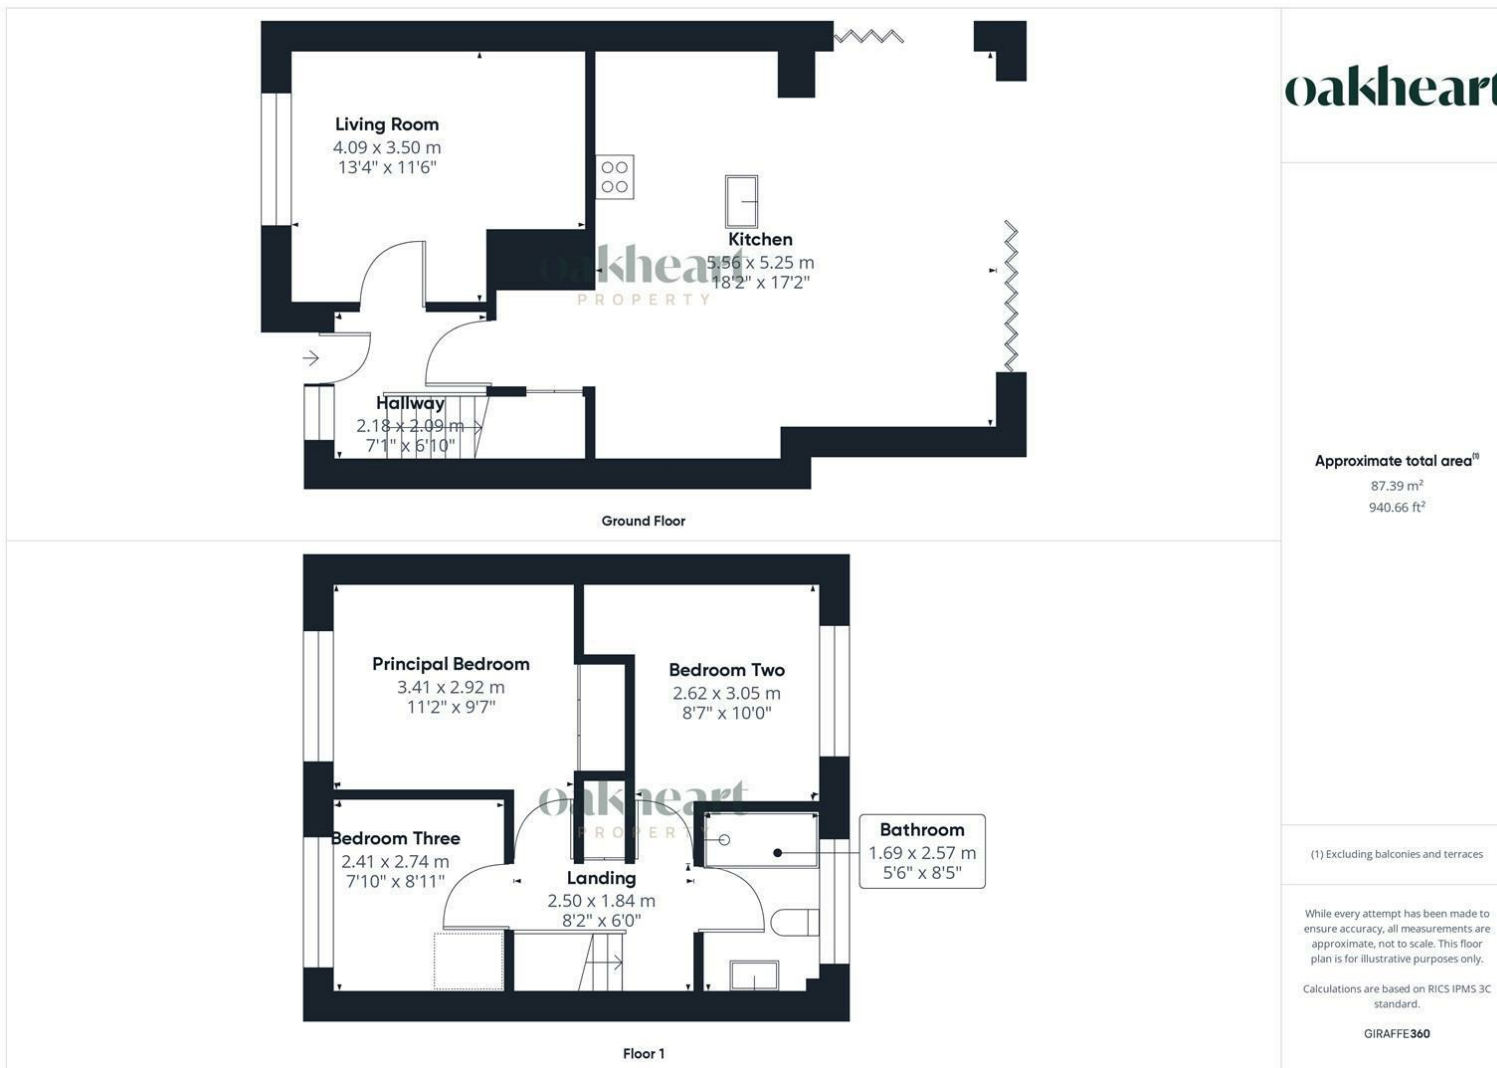 Living Room
4.09 x 3.50 m
13'4" x 11'6"
Kitchen
5.56 x 5.25 m
18'2" x 17'2"
oakheart
PROPERTY
Hallway
2.18 x 2.09 m
7'1" x 6'10"
Ground Floor
Principal Bedroom
3.41 x 2.92 m
11'2" x 9'7"
Bedroom Two
2.62 x 3.05 m
8'7" x 10'0"
oakheart
PROPERTY
Bedroom Three
2.41 x 2.74 m
7'10" x 8'11"
Landing
2.50 x 1.84 m
8'2" x 6'0"
Bathroom
1.69 x 2.57 m
5'6" x 8'5"
Floor 1
oakheart
Approximate total area(1)
87.39 m²
940.66 ft²
(1) Excluding balconies and terraces
While every attempt has been made to
ensure accuracy, all measurements are
approximate, not to scale. This floor
plan is for illustrative purposes only.
Calculations are based on RICS IPMS 3C
standard.
GIRAFFE360